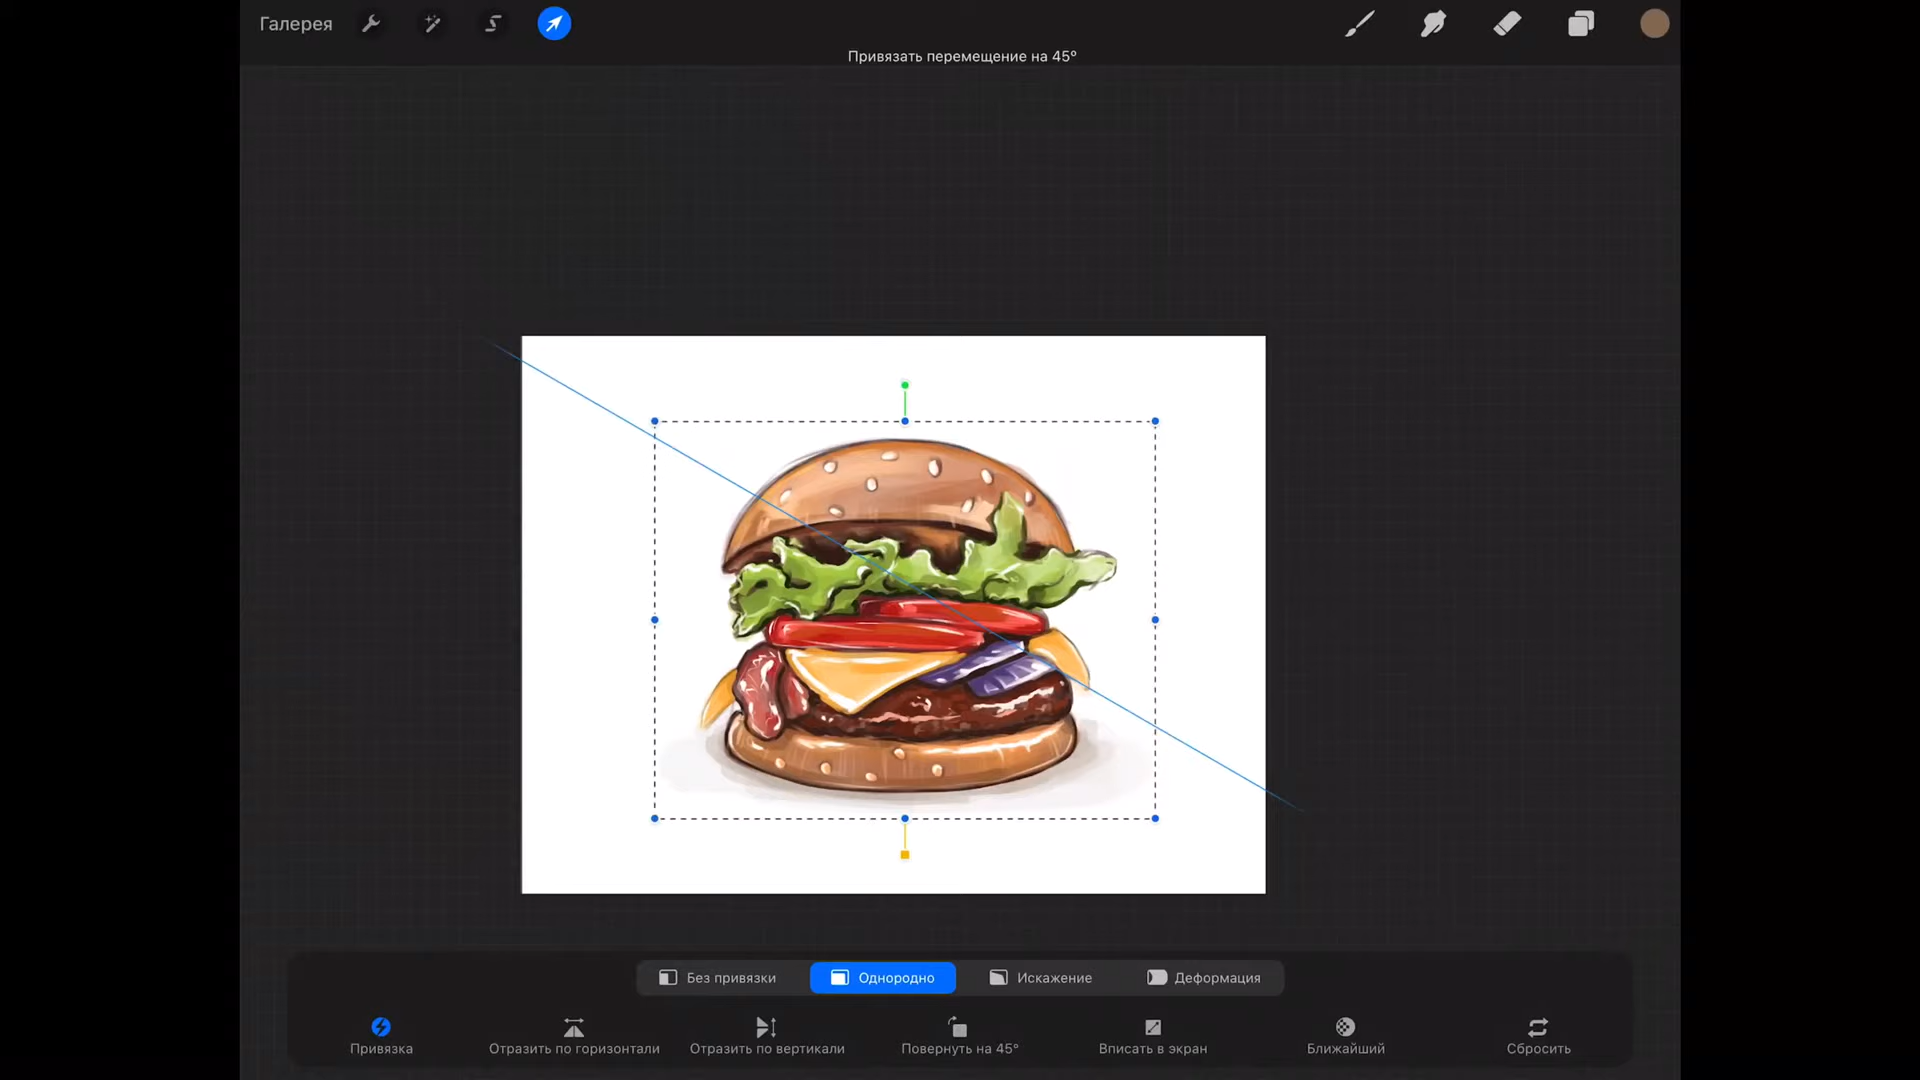 Галерея
Привязать перемещение на 45°
Без привязки
Однородно
Искажение
Деформация
Привязка
Отразить по горизонтали
Отразить по вертикали
Повернуть на 45°
Вписать в экран
Ближайший
Сбросить